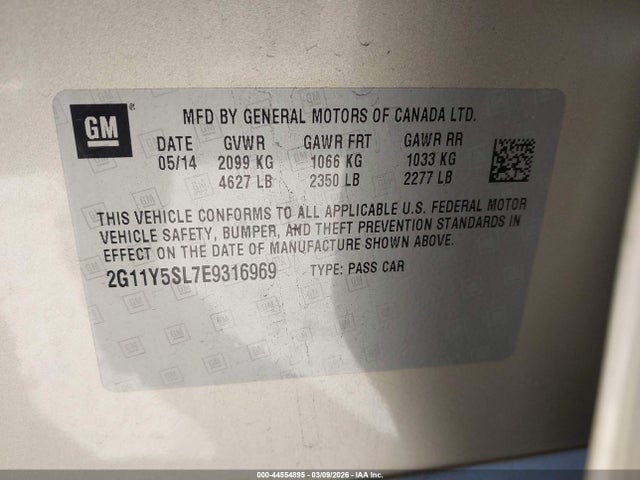 GM
MFD BY GENERAL MOTORS OF CANADA LTD.
DATE GVWR GAWR FRT GAWR RR
05/14 2099 KG 1066 KG 1033 KG
4627 LB 2350 LB 2277 LB
THIS VEHICLE CONFORMS TO ALL APPLICABLE U.S. FEDERAL MOTOR
VEHICLE SAFETY, BUMPER, AND THEFT PREVENTION STANDARDS IN
EFFECT ON THE DATE OF MANUFACTURE SHOWN ABOVE.
2G11Y5SL7E9316969 TYPE: PASS CAR
000-44554895 - 03/09/2026 - IAA Inc.